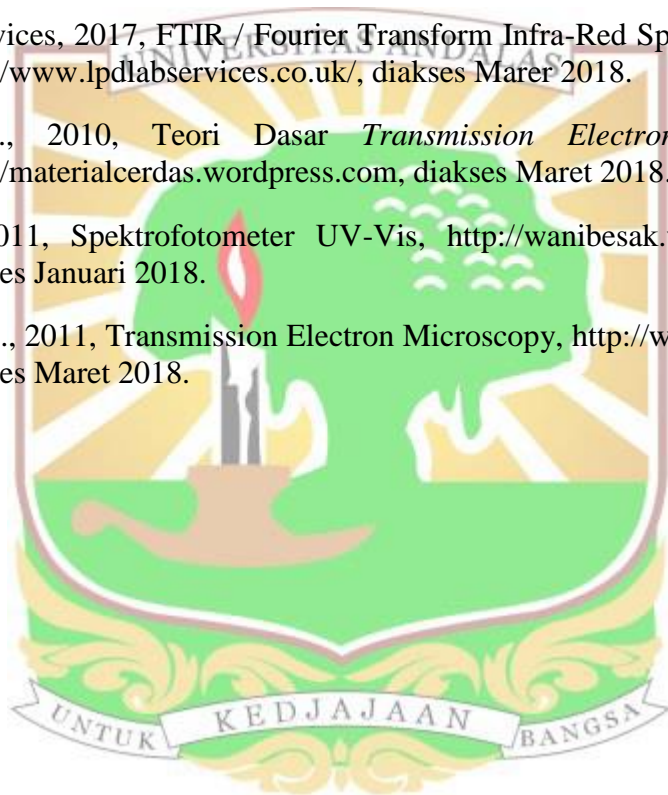 vices, 2017, FTIR / Fourier Transform Infra-Red Sp
/www.lpdlabservices.co.uk/, diakses Marer 2018.
UNIVERSITAS ANDALAS
., 2010, Teori Dasar Transmission Electron
/materialcerdas.wordpress.com, diakses Maret 2018.
011, Spektrofotometer UV-Vis, http://wanibesak.
es Januari 2018.
., 2011, Transmission Electron Microscopy, http://w
es Maret 2018.
UNTUK KEDJAJAAN BANGSA